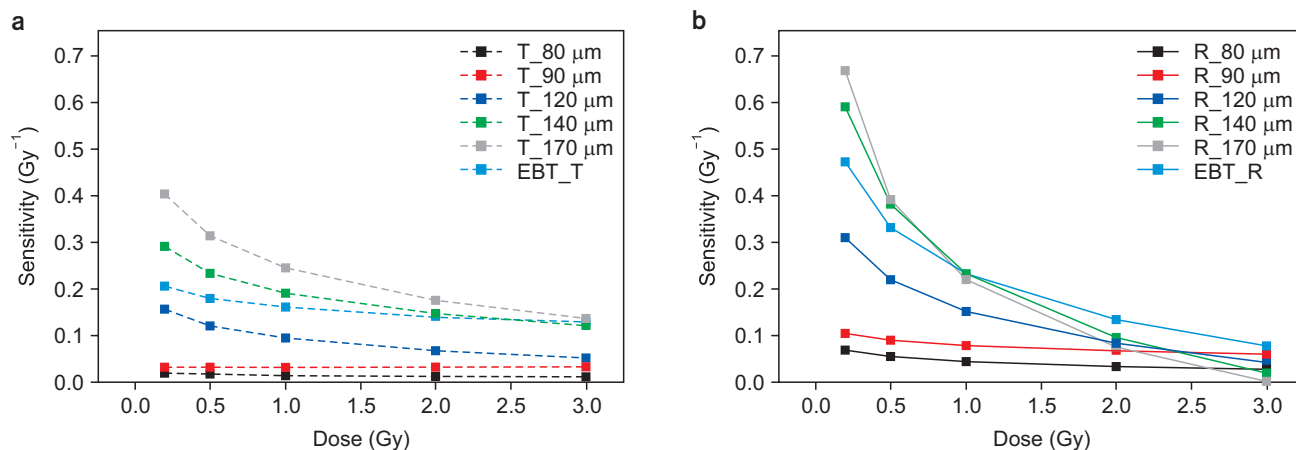 a
0.7
0.6
0.5
0.4
0.3
0.2
0.1
0.0
Sensitivity (Gy⁻¹)
0.0 0.5 1.0 1.5 2.0 2.5 3.0
Dose (Gy)
T_80 μm
T_90 μm
T_120 μm
T_140 μm
T_170 μm
EBT_T
b
0.7
0.6
0.5
0.4
0.3
0.2
0.1
0.0
Sensitivity (Gy⁻¹)
0.0 0.5 1.0 1.5 2.0 2.5 3.0
Dose (Gy)
R_80 μm
R_90 μm
R_120 μm
R_140 μm
R_170 μm
EBT_R